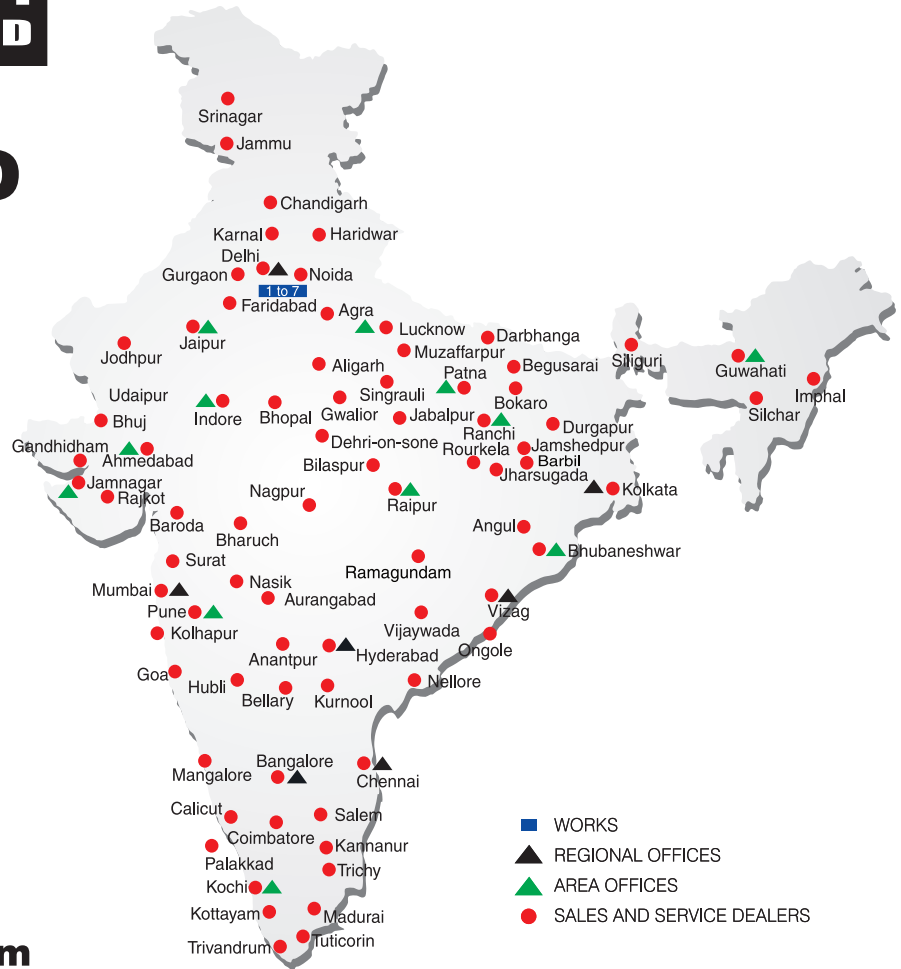 D
Srinagar
Jammu
Chandigarh
Karnal
Haridwar
Delhi
Gurgaon
Noida
1 to 7
Faridabad
Agra
Jaipur
Lucknow
Darbhanga
Jodhpur
Muzaffarpur
Siliguri
Aligarh
Begusarai
Guwahati
Patna
Singrauli
Imphal
Udaipur
Bokaro
Indore
Bhopal
Gwalior
Jabalpur
Silchar
Bhuj
Durgapur
Ranchi
Dehri-on-sone
Gandhidham
Rourkela
Jamshedpur
Ahmedabad
Bilaspur
Barbil
Jharsugada
Jamnagar
Kolkata
Nagpur
Rajkot
Raipur
Baroda
Angul
Bharuch
Bhubaneshwar
Surat
Ramagundam
Nasik
Mumbai
Aurangabad
Pune
Vizag
Kolhapur
Vijaywada
Ongole
Anantpur
Hyderabad
Goa
Hubli
Nellore
Bellary
Kurnool
Bangalore
Mangalore
Chennai
Calicut
Salem
Coimbatore
Kannanur
Palakkad
Trichy
Kochi
Kottayam
Madurai
Tuticorin
Trivandrum
WORKS
REGIONAL OFFICES
AREA OFFICES
SALES AND SERVICE DEALERS
m